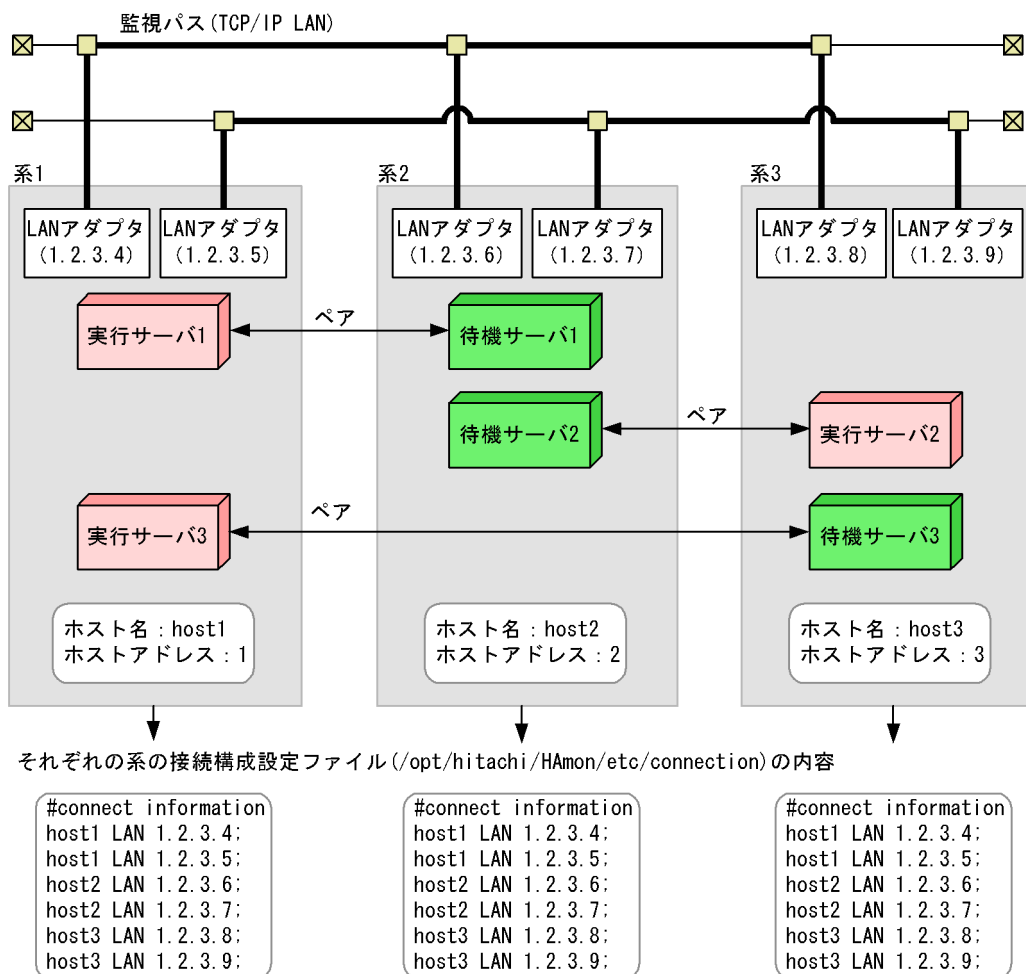 監視パス(TCP/IP LAN)
系1
系2
系3
LANアダプタ
(1.2.3.4)
LANアダプタ
(1.2.3.5)
LANアダプタ
(1.2.3.6)
LANアダプタ
(1.2.3.7)
LANアダプタ
(1.2.3.8)
LANアダプタ
(1.2.3.9)
実行サーバ1
ペア
待機サーバ1
待機サーバ2
ペア
実行サーバ2
実行サーバ3
ペア
待機サーバ3
ホスト名：host1
ホストアドレス：1
ホスト名：host2
ホストアドレス：2
ホスト名：host3
ホストアドレス：3
それぞれの系の接続構成設定ファイル(/opt/hitachi/HAmon/etc/connection)の内容
#connect information
host1 LAN 1.2.3.4;
host1 LAN 1.2.3.5;
host2 LAN 1.2.3.6;
host2 LAN 1.2.3.7;
host3 LAN 1.2.3.8;
host3 LAN 1.2.3.9;
#connect information
host1 LAN 1.2.3.4;
host1 LAN 1.2.3.5;
host2 LAN 1.2.3.6;
host2 LAN 1.2.3.7;
host3 LAN 1.2.3.8;
host3 LAN 1.2.3.9;
#connect information
host1 LAN 1.2.3.4;
host1 LAN 1.2.3.5;
host2 LAN 1.2.3.6;
host2 LAN 1.2.3.7;
host3 LAN 1.2.3.8;
host3 LAN 1.2.3.9;